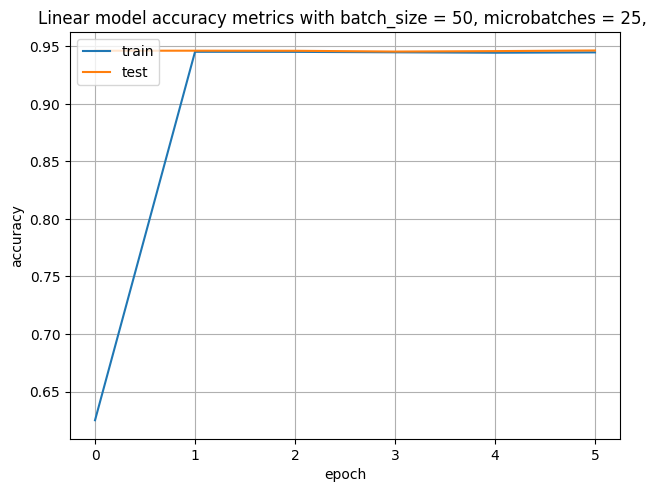 Linear model accuracy metrics with batch_size = 50, microbatches = 25,
train
test
0.95
0.90
0.85
0.80
0.75
0.70
0.65
accuracy
0 1 2 3 4 5
epoch